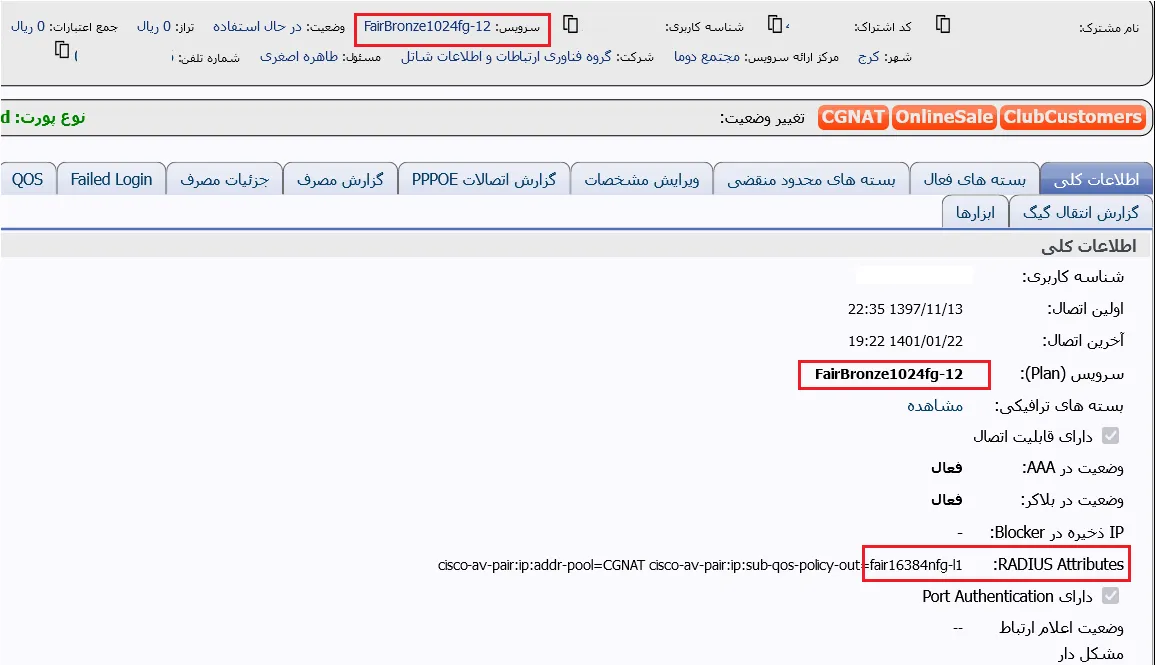 نام مشترک: کد اشتراک: شناسه کاربری: سرویس: FairBronze1024fg-12 وضعیت: در حال استفاده تراز: 0 ریال جمع اعتبارات: 0 ریال
شهر: کرج مرکز ارائه سرویس: مجتمع دوما شرکت: گروه فناوری ارتباطات و اطلاعات شاتل مسئول: طاهره اصغری شماره تلفن:
ClubCustomers OnlineSale CGNAT تغییر وضعیت: نوع پورت:
اطلاعات کلی بسته های فعال بسته های محدود منقضی ویرایش مشخصات گزارش اتصالات PPPOE گزارش مصرف جزئیات مصرف Failed Login QOS
گزارش انتقال گیگ ابزارها
اطلاعات کلی
شناسه کاربری:
اولین اتصال: 1397/11/13 22:35
آخرین اتصال: 1401/01/22 19:22
سرویس (Plan): FairBronze1024fg-12
بسته های ترافیکی: مشاهده
دارای قابلیت اتصال
وضعیت در AAA: فعال
وضعیت در بلاکر: فعال
IP ذخیره در Blocker: -
RADIUS Attributes: cisco-av-pair:ip:addr-pool=CGNAT cisco-av-pair:ip:sub-qos-policy-out=fair16384nfg-l1
دارای Port Authentication
وضعیت اعلام ارتباط --
مشکل دار